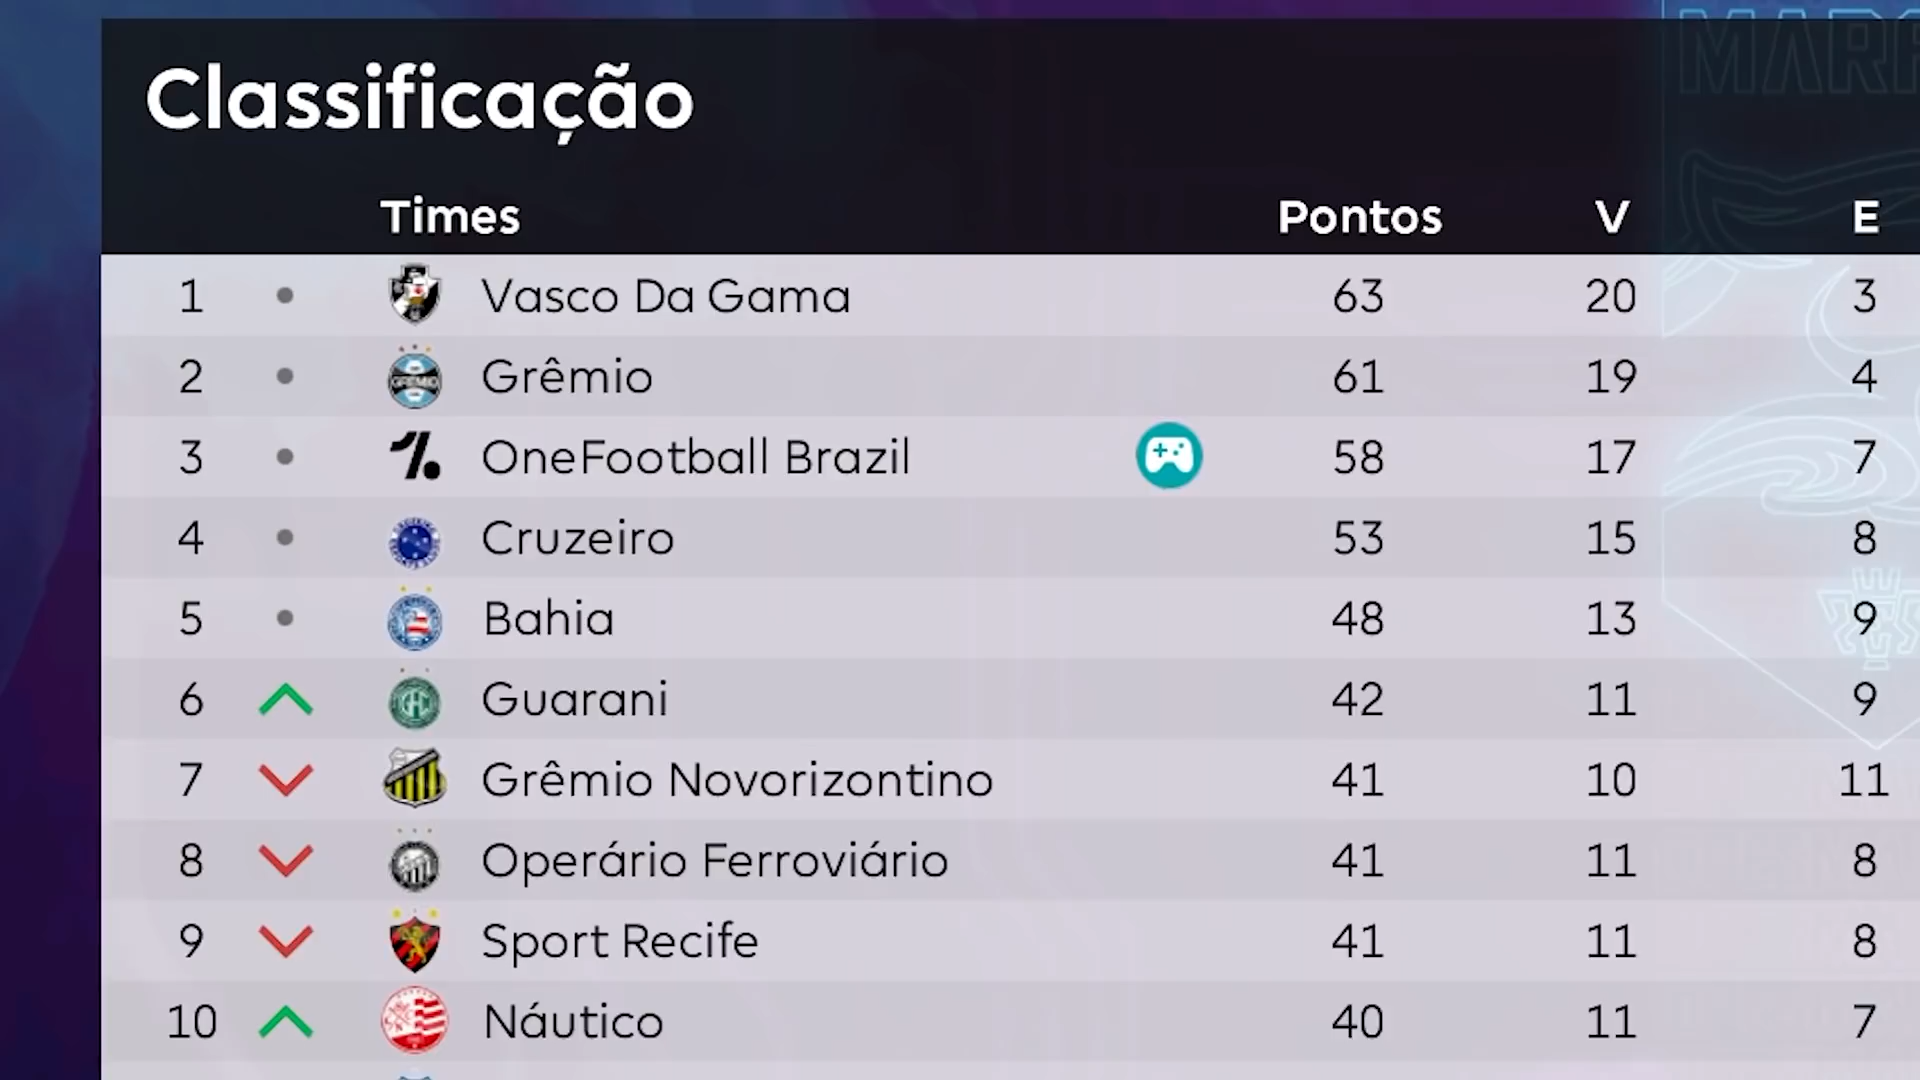 Classificação
Times Pontos V E
1 Vasco Da Gama 63 20 3
2 Grêmio 61 19 4
3 OneFootball Brazil 58 17 7
4 Cruzeiro 53 15 8
5 Bahia 48 13 9
6 Guarani 42 11 9
7 Grêmio Novorizontino 41 10 11
8 Operário Ferroviário 41 11 8
9 Sport Recife 41 11 8
10 Náutico 40 11 7